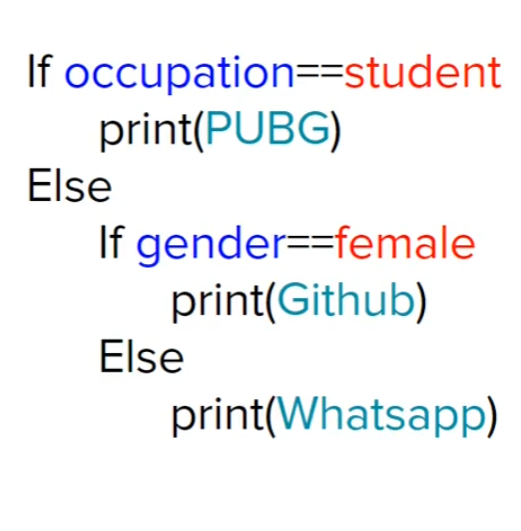 If occupation==student
print(PUBG)
Else
If gender==female
print(Github)
Else
print(Whatsapp)